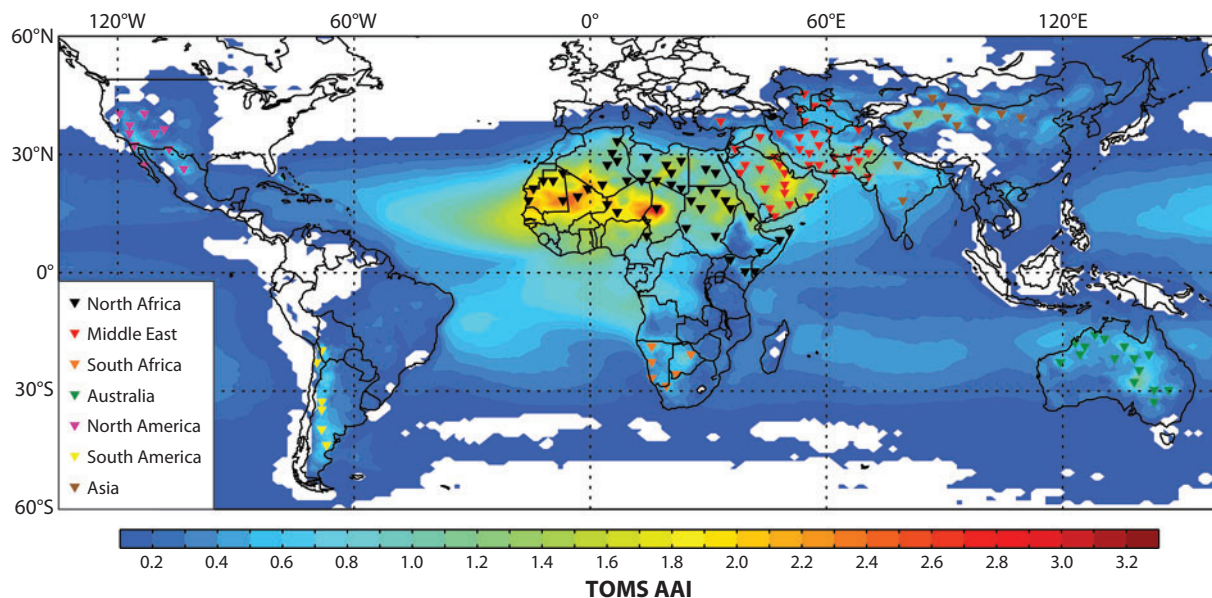 120°W 60°W 0° 60°E 120°E
60°N
30°N
0°
30°S
60°S
North Africa
Middle East
South Africa
Australia
North America
South America
Asia
0.2 0.4 0.6 0.8 1.0 1.2 1.4 1.6 1.8 2.0 2.2 2.4 2.6 2.8 3.0 3.2
TOMS AAI